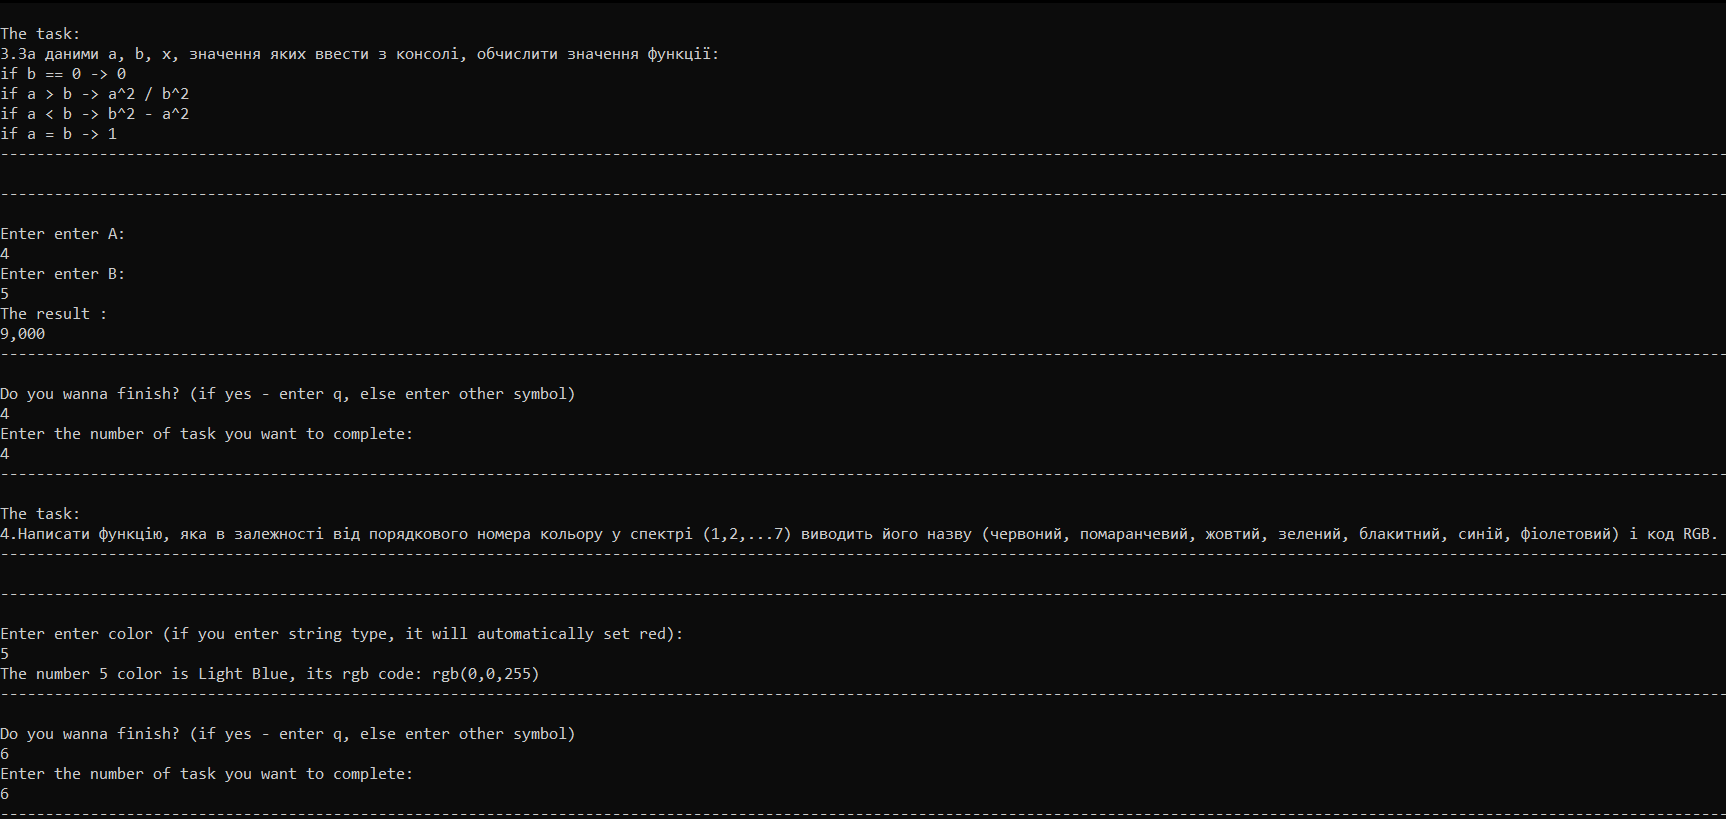 The task:
3.За даними a, b, x, значення яких ввести з консолі, обчислити значення функції:
if b == 0 -> 0
if a > b -> a^2 / b^2
if a < b -> b^2 - a^2
if a = b -> 1
--------------------------------------------------------------------------------
--------------------------------------------------------------------------------
Enter enter A:
4
Enter enter B:
5
The result :
9,000
--------------------------------------------------------------------------------
Do you wanna finish? (if yes - enter q, else enter other symbol)
4
Enter the number of task you want to complete:
4
--------------------------------------------------------------------------------
The task:
4.Написати функцію, яка в залежності від порядкового номера кольору у спектрі (1,2,...7) виводить його назву (червоний, помаранчевий, жовтий, зелений, блакитний, синій, фіолетовий) і код RGB.
--------------------------------------------------------------------------------
--------------------------------------------------------------------------------
Enter enter color (if you enter string type, it will automatically set red):
5
The number 5 color is Light Blue, its rgb code: rgb(0,0,255)
--------------------------------------------------------------------------------
Do you wanna finish? (if yes - enter q, else enter other symbol)
6
Enter the number of task you want to complete:
6
--------------------------------------------------------------------------------